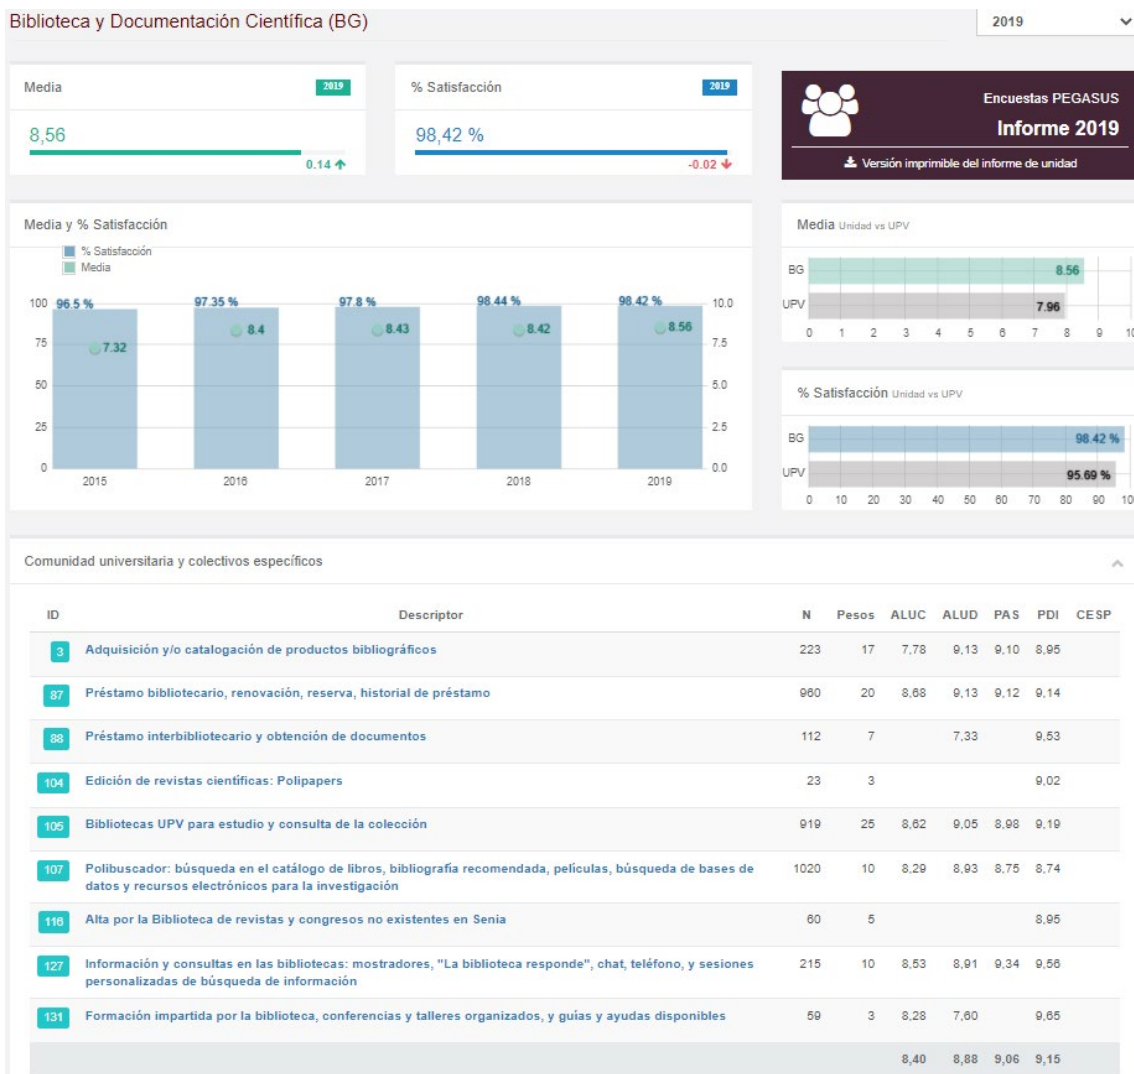 Biblioteca y Documentación Científica (BG)
2019
Media
2019
8,56
0.14
% Satisfacción
2019
98,42 %
-0.02
Encuestas PEGASUS
Informe 2019
Versión imprimible del informe de unidad
Media y % Satisfacción
% Satisfacción
Media
100 96.5 % 97.35 % 97.8 % 98.44 % 98.42 % 10.0
7.32 8.4 8.43 8.42 8.56
75 7.5
50 5.0
25 2.5
0 0.0
2015 2016 2017 2018 2019
Media Unidad vs UPV
BG 8.56
UPV 7.96
0 1 2 3 4 5 6 7 8 9 10
% Satisfacción Unidad vs UPV
BG 98.42 %
UPV 95.69 %
0 10 20 30 40 50 60 70 80 90 10
Comunidad universitaria y colectivos específicos
ID Descriptor N Pesos ALUC ALUD PAS PDI CESP
3 Adquisición y/o catalogación de productos bibliográficos 223 17 7,78 9,13 9,10 8,95
87 Préstamo bibliotecario, renovación, reserva, historial de préstamo 960 20 8,68 9,13 9,12 9,14
88 Préstamo interbibliotecario y obtención de documentos 112 7 7,33 9,53
104 Edición de revistas científicas: Polipapers 23 3 9,02
105 Bibliotecas UPV para estudio y consulta de la colección 919 25 8,62 9,05 8,98 9,19
107 Polibuscador: búsqueda en el catálogo de libros, bibliografía recomendada, películas, búsqueda de bases de 1020 10 8,29 8,93 8,75 8,74
datos y recursos electrónicos para la investigación
116 Alta por la Biblioteca de revistas y congresos no existentes en Senia 60 5 8,95
127 Información y consultas en las bibliotecas: mostradores, "La biblioteca responde", chat, teléfono, y sesiones 215 10 8,53 8,91 9,34 9,56
personalizadas de búsqueda de información
131 Formación impartida por la biblioteca, conferencias y talleres organizados, y guías y ayudas disponibles 59 3 8,28 7,60 9,65
8,40 8,88 9,06 9,15